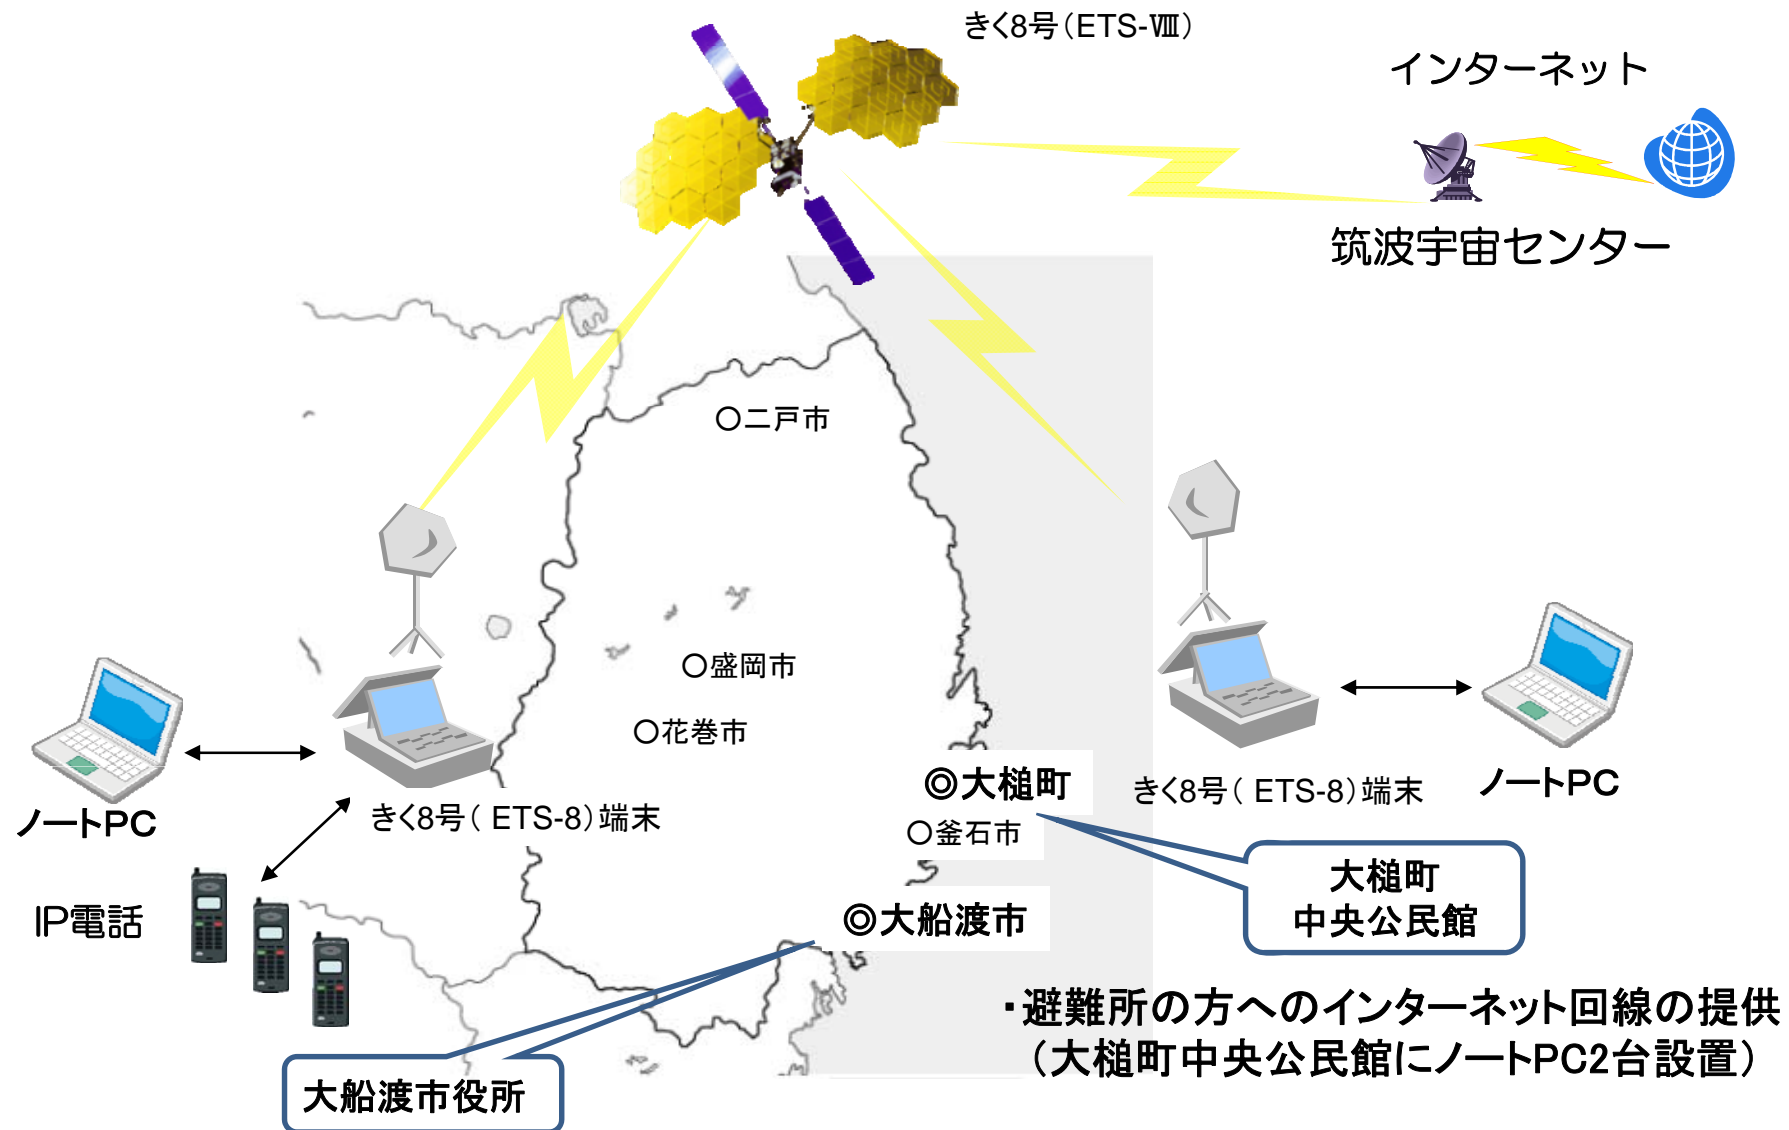 きく8号(ETS-Ⅷ)
インターネット
筑波宇宙センター
○二戸市
○盛岡市
○花巻市
◎大槌町
○釜石市
◎大船渡市
きく8号( ETS-8)端末
ノートPC
きく8号( ETS-8)端末
ノートPC
IP電話
大槌町
中央公民館
大船渡市役所
・避難所の方へのインターネット回線の提供
(大槌町中央公民館にノートPC2台設置)